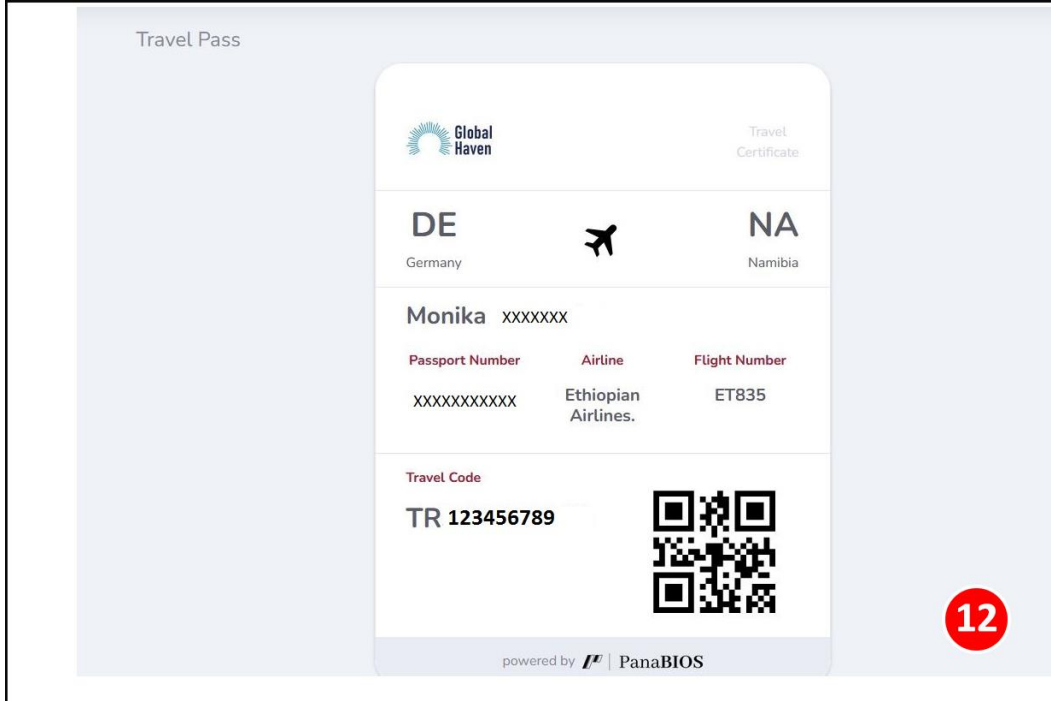 Travel Pass
Global
Haven
Travel
Certificate
DE
NA
Germany
Namibia
Monika xxxxxxx
Passport Number
Airline
Flight Number
xxxxxxxxxxx
Ethiopian
Airlines.
ET835
Travel Code
TR 123456789
12
powered by PanaBIOS